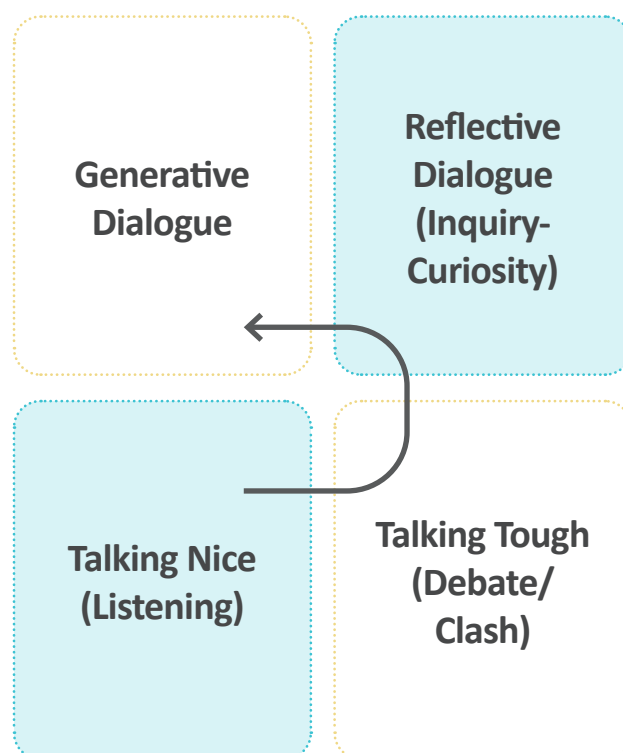 Generative
Dialogue
Reflective
Dialogue
(Inquiry-
Curiosity)
Talking Nice
(Listening)
Talking Tough
(Debate/
Clash)